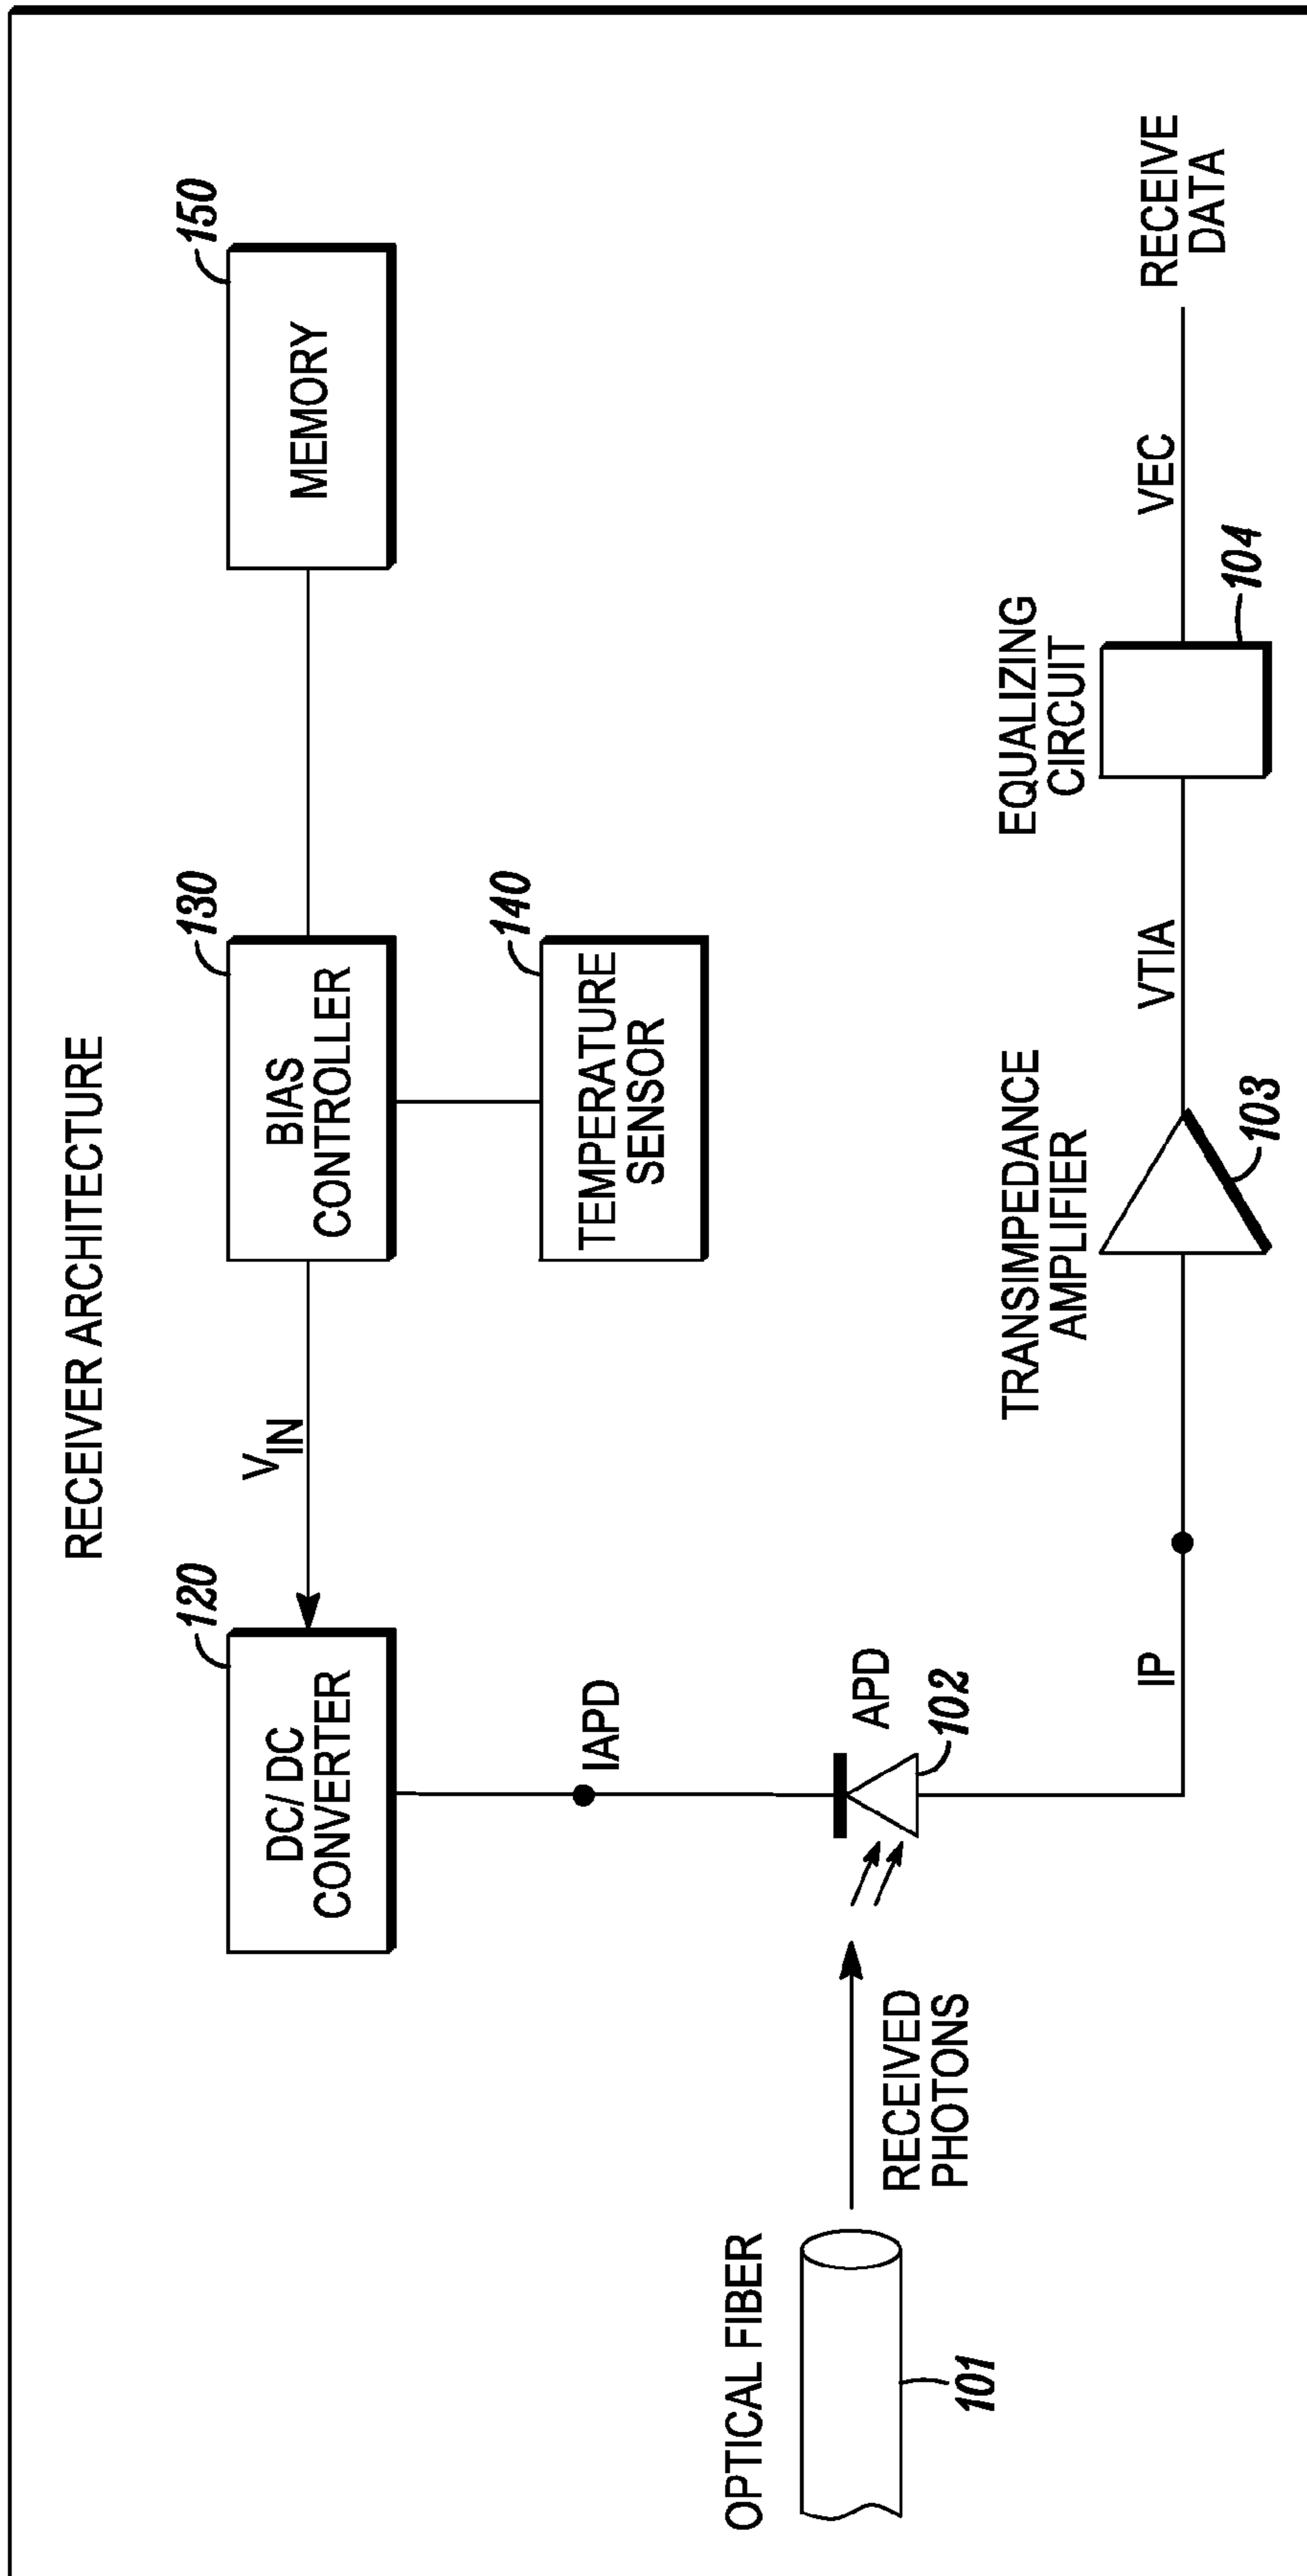 RECEIVER ARCHITECTURE
120
DC/ DC
CONVERTER
V IN
130
BIAS
CONTROLLER
150
MEMORY
140
TEMPERATURE
SENSOR
IAPD
OPTICAL FIBER
101
RECEIVED
PHOTONS
APD
102
IP
TRANSIMPEDANCE
AMPLIFIER
103
VTIA
EQUALIZING
CIRCUIT
104
VEC
RECEIVE
DATA